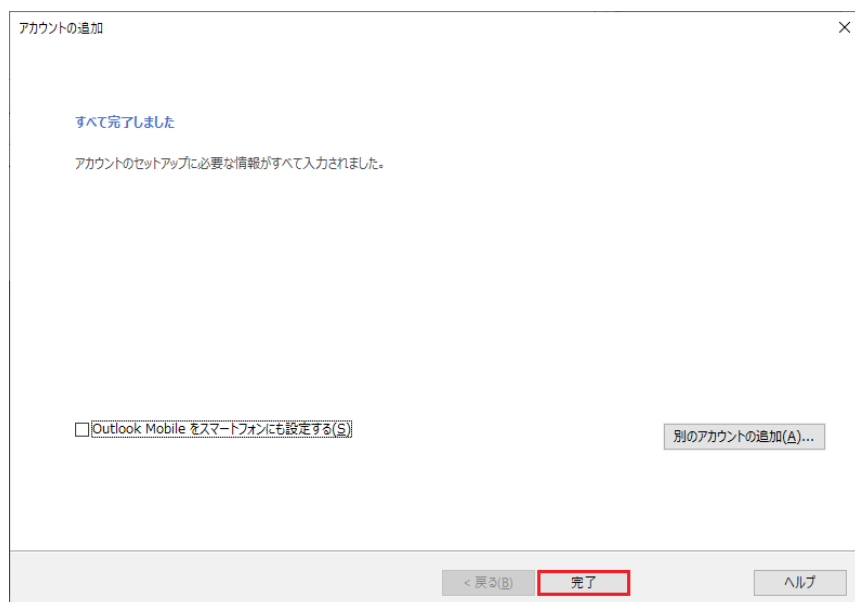 アカウントの追加
すべて完了しました
アカウントのセットアップに必要な情報がすべて入力されました。
Outlook Mobile をスマートフォンにも設定する(S)
別のアカウントの追加(A)...
< 戻る(B)
完了
ヘルプ